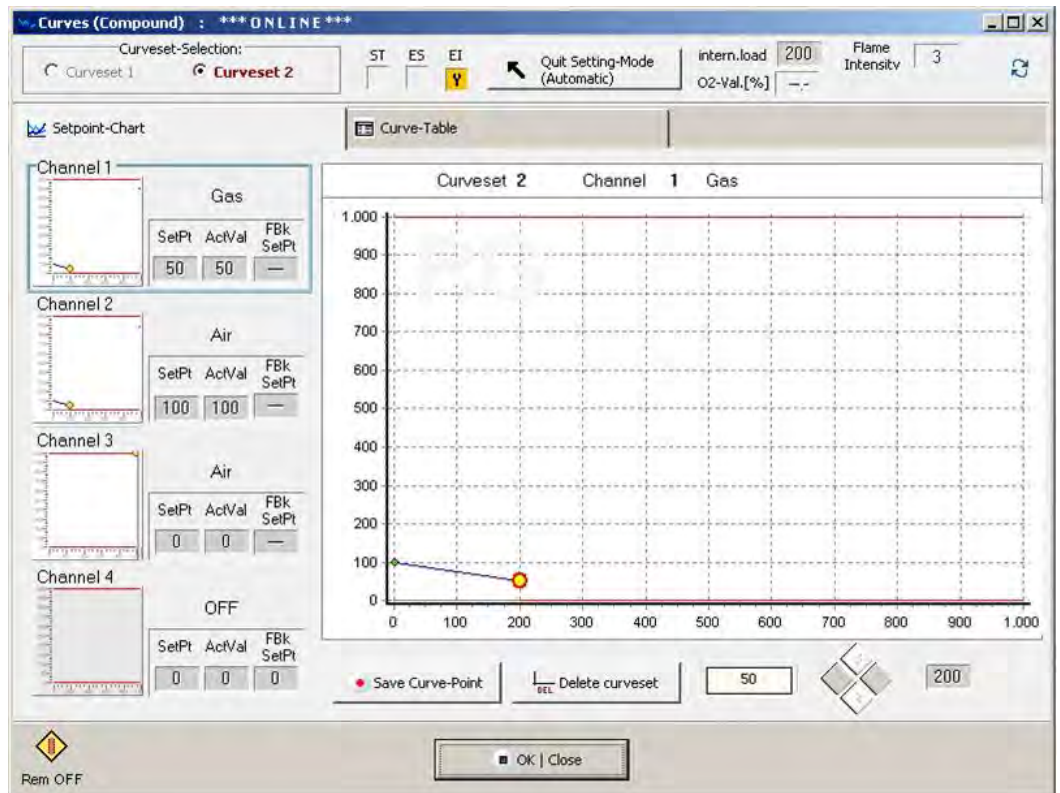 Curves (Compound) : ***ONLINE***
Curveset-Selection:
Curveset 1 Curveset 2
ST ES EI
Y
Quit Setting-Mode
(Automatic)
intern.load 200
O2-Val.[%] --.-
Flame
Intensity 3
Setpoint-Chart
Curve-Table
Channel 1
Gas
SetPt ActVal FBk
SetPt
50 50 ---
Channel 2
Air
SetPt ActVal FBk
SetPt
100 100 ---
Channel 3
Air
SetPt ActVal FBk
SetPt
0 0 ---
Channel 4
OFF
SetPt ActVal FBk
SetPt
0 0 0
Curveset 2 Channel 1 Gas
1.000
900
800
700
600
500
400
300
200
100
0
0 100 200 300 400 500 600 700 800 900 1.000
Save Curve-Point
DEL Delete curveset
50
200
Rem OFF
OK | Close